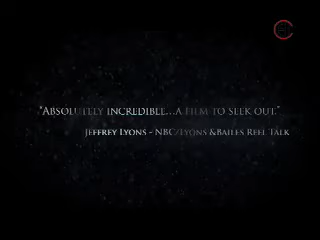 "Absolutely incredible...a film to seek out."
Jeffrey Lyons - NBC/Lyons &Bailes Reel Talk